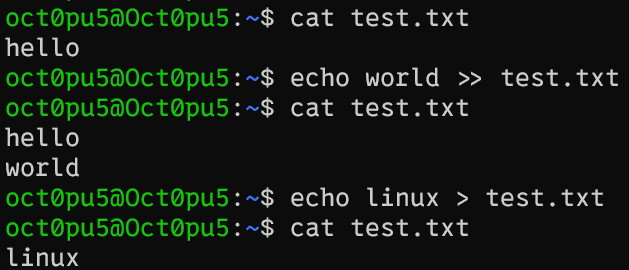 oct0pu5@Oct0pu5:~$ cat test.txt
hello
oct0pu5@Oct0pu5:~$ echo world >> test.txt
oct0pu5@Oct0pu5:~$ cat test.txt
hello
world
oct0pu5@Oct0pu5:~$ echo linux > test.txt
oct0pu5@Oct0pu5:~$ cat test.txt
linux